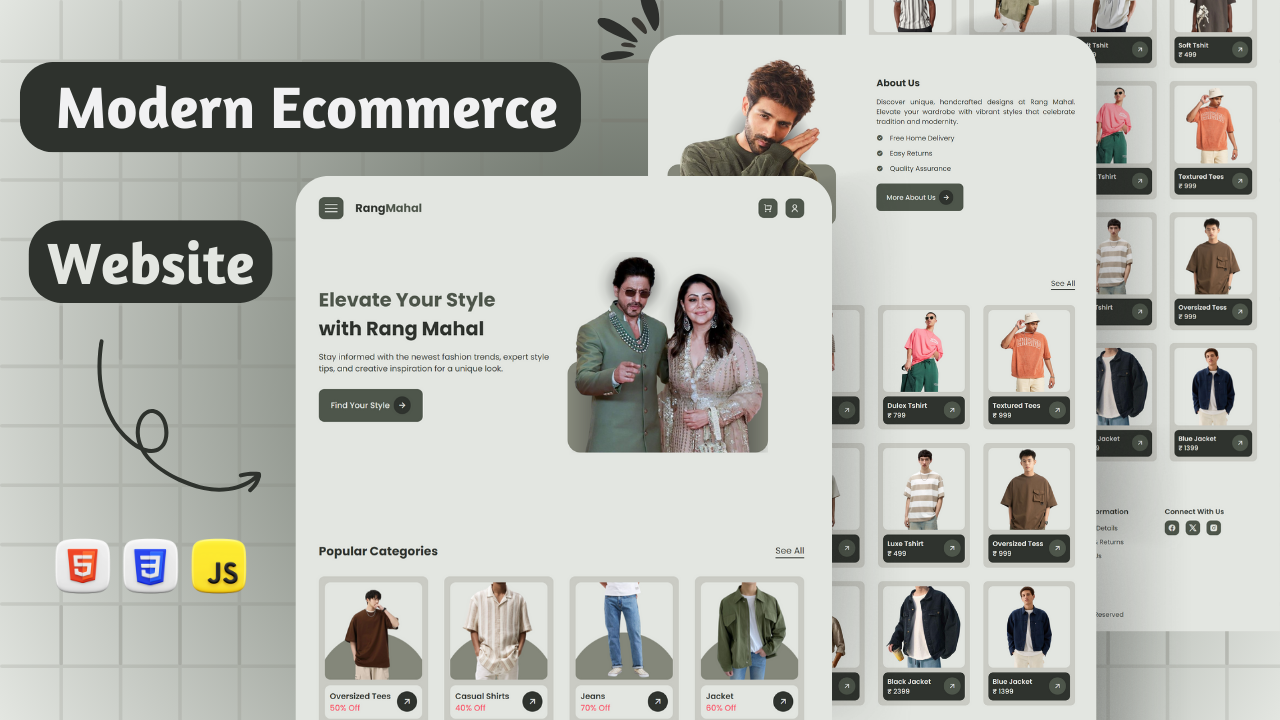 Modern Ecommerce
Website
JS
RangMahal
Elevate Your Style
with Rang Mahal
Stay informed with the newest fashion trends, expert style
tips, and creative inspiration for a unique look.
Find Your Style
Popular Categories
See All
Oversized Tees
50% Off
Casual Shirts
40% Off
Jeans
70% Off
Jacket
60% Off
About Us
Discover unique, handcrafted designs at Rang Mahal.
Elevate your wardrobe with vibrant styles that celebrate
tradition and modernity.
Free Home Delivery
Easy Returns
Quality Assurance
More About Us
See All
Dulex Tshirt
₹ 799
Textured Tees
₹ 999
Luxe Tshirt
₹ 499
Oversized Tess
₹ 999
Black Jacket
₹ 2399
Blue Jacket
₹ 1399
Soft Tshit
₹ 499
Tshirt
Textured Tees
₹ 999
Tshirt
Oversized Tess
₹ 999
Jacket
Blue Jacket
₹ 1399
Connect With Us
Details
Returns
Reserved